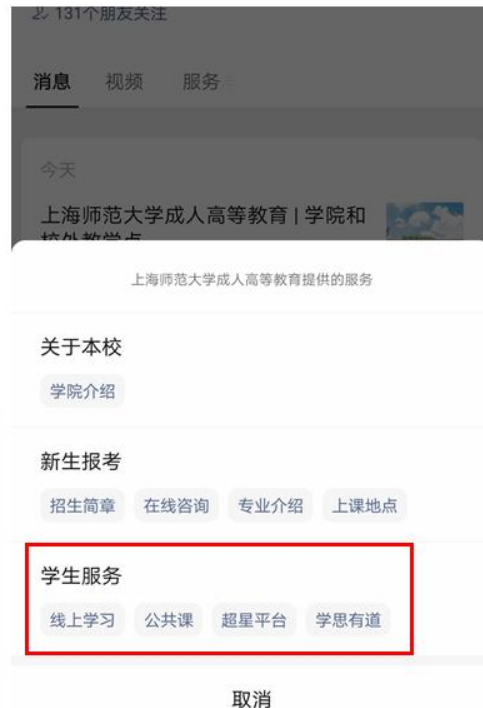 131个朋友关注
消息 视频 服务
今天
上海师范大学成人高等教育 | 学院和
校外教学点
上海师范大学成人高等教育提供的服务
关于本校
学院介绍
新生报考
招生简章 在线咨询 专业介绍 上课地点
学生服务
线上学习 公共课 超星平台 学思有道
取消